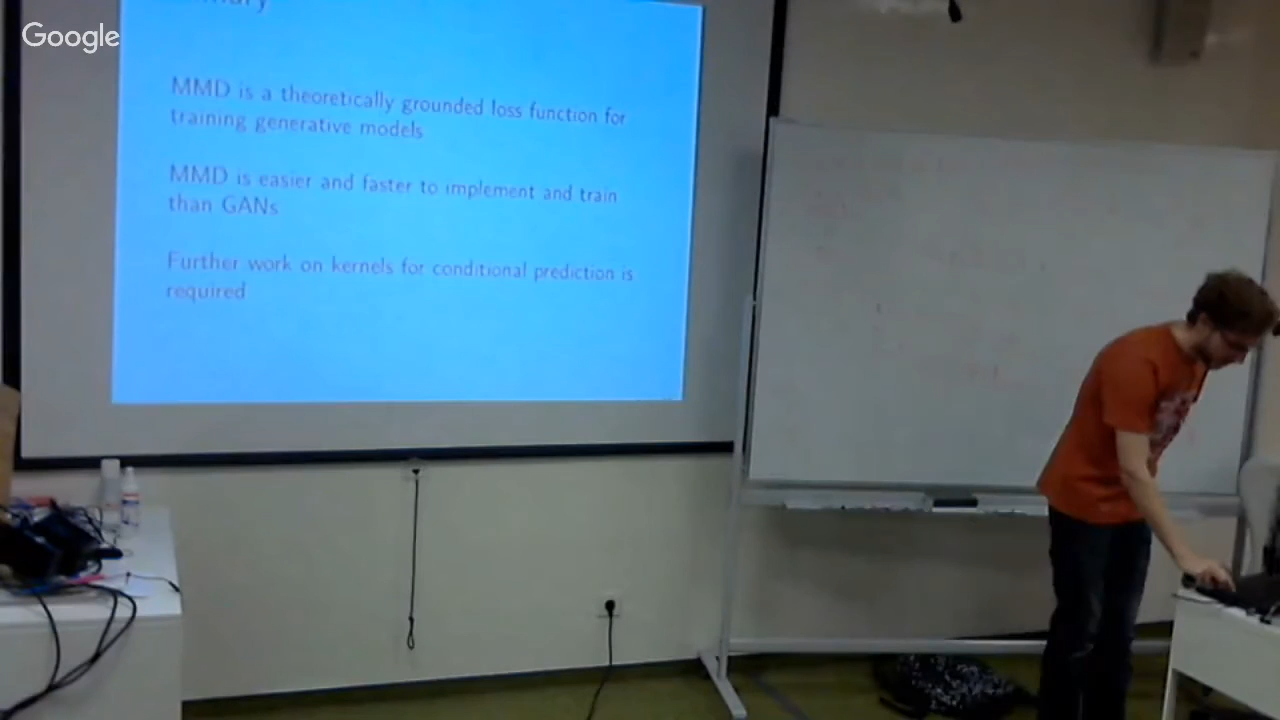 Google
MMD is a theoretically grounded loss function for
training generative models
MMD is easier and faster to implement and train
than GANs
Further work on kernels for conditional prediction is
required